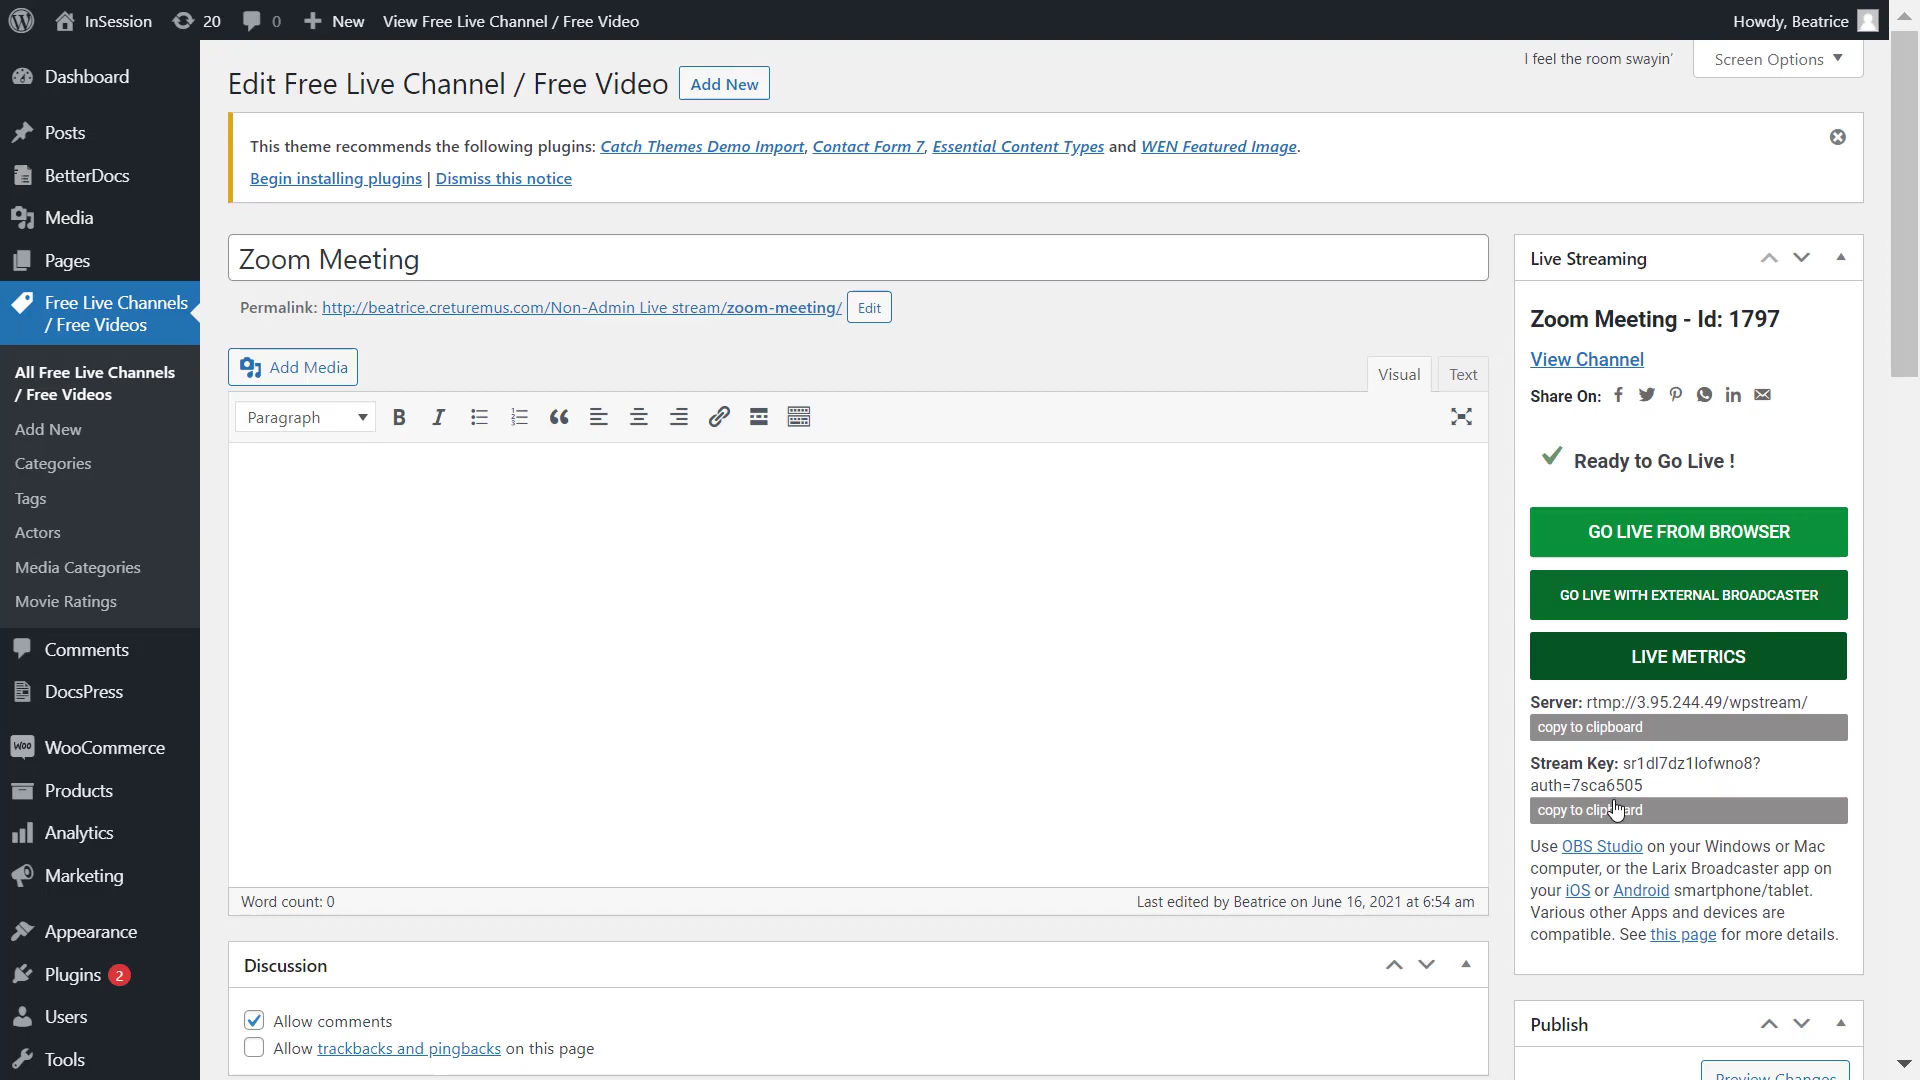 InSession
20
0
New
View Free Live Channel / Free Video
Howdy, Beatrice
Dashboard
Posts
BetterDocs
Media
Pages
Free Live Channels
/ Free Videos
All Free Live Channels
/ Free Videos
Add New
Categories
Tags
Actors
Media Categories
Movie Ratings
Comments
DocsPress
Woo
WooCommerce
Products
Analytics
Marketing
Appearance
Plugins 2
Users
Tools
I feel the room swayin'
Screen Options
Edit Free Live Channel / Free Video
Add New
This theme recommends the following plugins: Catch Themes Demo Import, Contact Form 7, Essential Content Types and WEN Featured Image.
Begin installing plugins | Dismiss this notice
Zoom Meeting
Permalink: http://beatrice.creturemus.com/Non-Admin Live stream/zoom-meeting/
Edit
Add Media
Visual
Text
Paragraph
Word count: 0
Last edited by Beatrice on June 16, 2021 at 6:54 am
Discussion
Allow comments
Allow trackbacks and pingbacks on this page
Live Streaming
Zoom Meeting - Id: 1797
View Channel
Share On:
Ready to Go Live !
GO LIVE FROM BROWSER
GO LIVE WITH EXTERNAL BROADCASTER
LIVE METRICS
Server: rtmp://3.95.244.49/wpstream/
copy to clipboard
Stream Key: sr1dl7dz1lofwno8?
auth=7sca6505
copy to clipboard
Use OBS Studio on your Windows or Mac
computer, or the Larix Broadcaster app on
your iOS or Android smartphone/tablet.
Various other Apps and devices are
compatible. See this page for more details.
Publish
Preview Changes